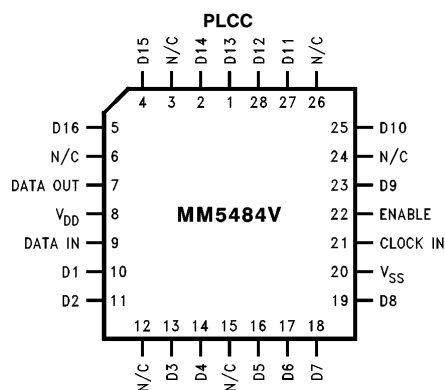 PLCC
D15 N/C D14 D13 D12 D11 N/C
4 3 2 1 28 27 26
D16 5 25 D10
N/C 6 24 N/C
DATA OUT 7 23 D9
VDD 8 MM5484V 22 ENABLE
DATA IN 9 21 CLOCK IN
D1 10 20 VSS
D2 11 19 D8
12 13 14 15 16 17 18
N/C D3 D4 N/C D5 D6 D7